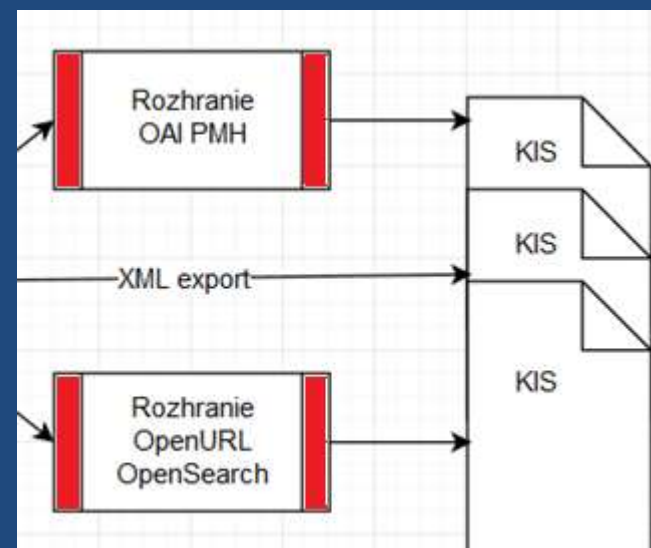 Rozhranie
OAI PMH
KIS
KIS
XML export
KIS
Rozhranie
OpenURL
OpenSearch